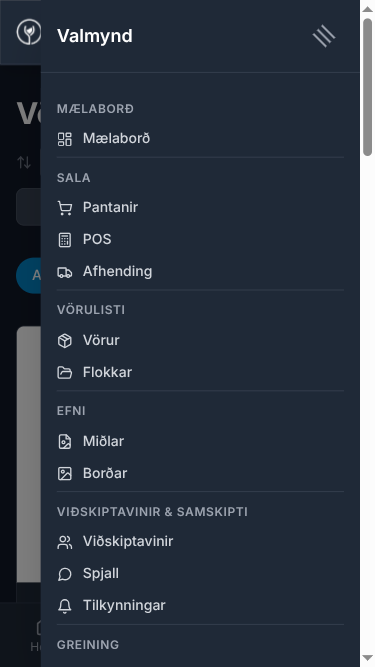 Valmynd
MÆLABORÐ
Mælaborð
SALA
Pantanir
POS
Afhending
VÖRULISTI
Vörur
Flokkar
EFNI
Miðlar
Borðar
VIÐSKIPTAVINIR & SAMSKIPTI
Viðskiptavinir
Spjall
Tilkynningar
GREINING